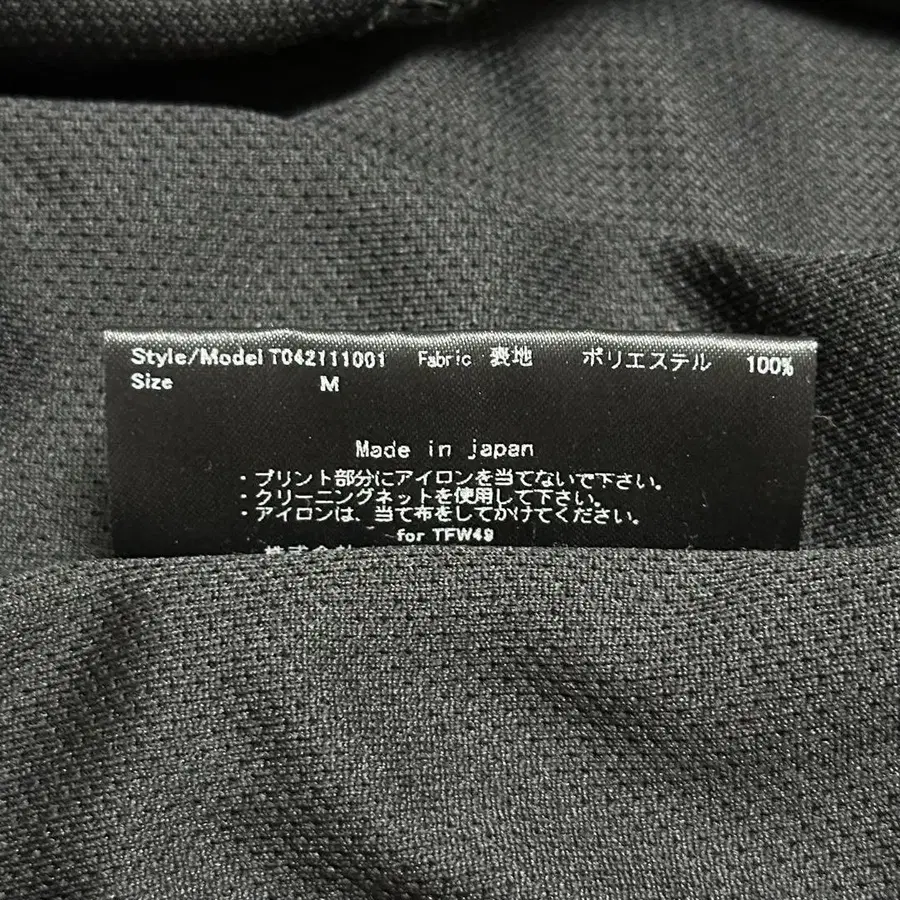 Style/Model T042111001 Fabric 表地 ポリエステル 100%
Size M
Made in japan
・プリント部分にアイロンを当てないで下さい。
・クリーニングネットを使用して下さい。
・アイロンは、当て布をしてかけてください。
for TFW49